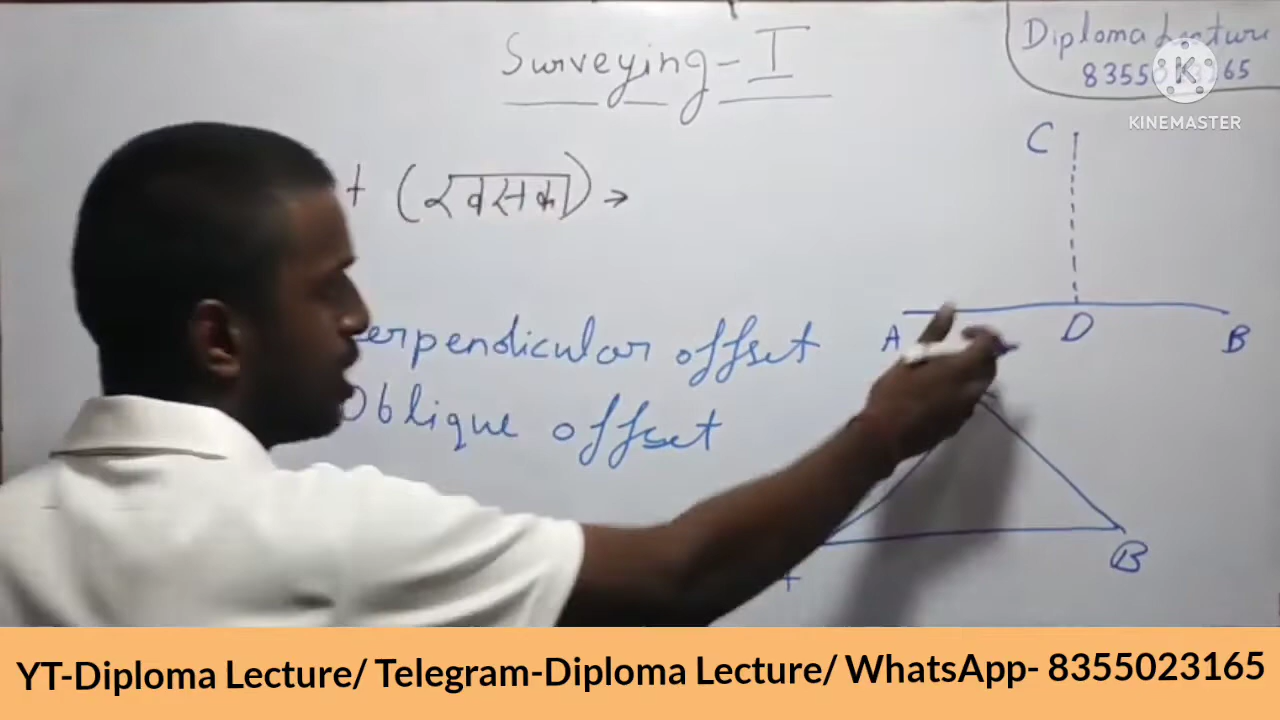 Surveying-I
Diploma Lecture
KINEMASTER
(खसका) →
C
erpendicular offset
A D B
Oblique offset
B
YT-Diploma Lecture/ Telegram-Diploma Lecture/ WhatsApp- 8355023165